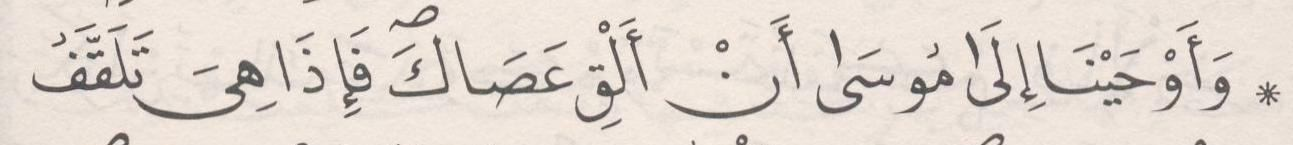 * وَأَوْحَيْنَا إِلَىٰ مُوسَىٰ أَنْ أَلْقِ عَصَاكَ ۖ فَإِذَا هِىَ تَلَقَّفُ